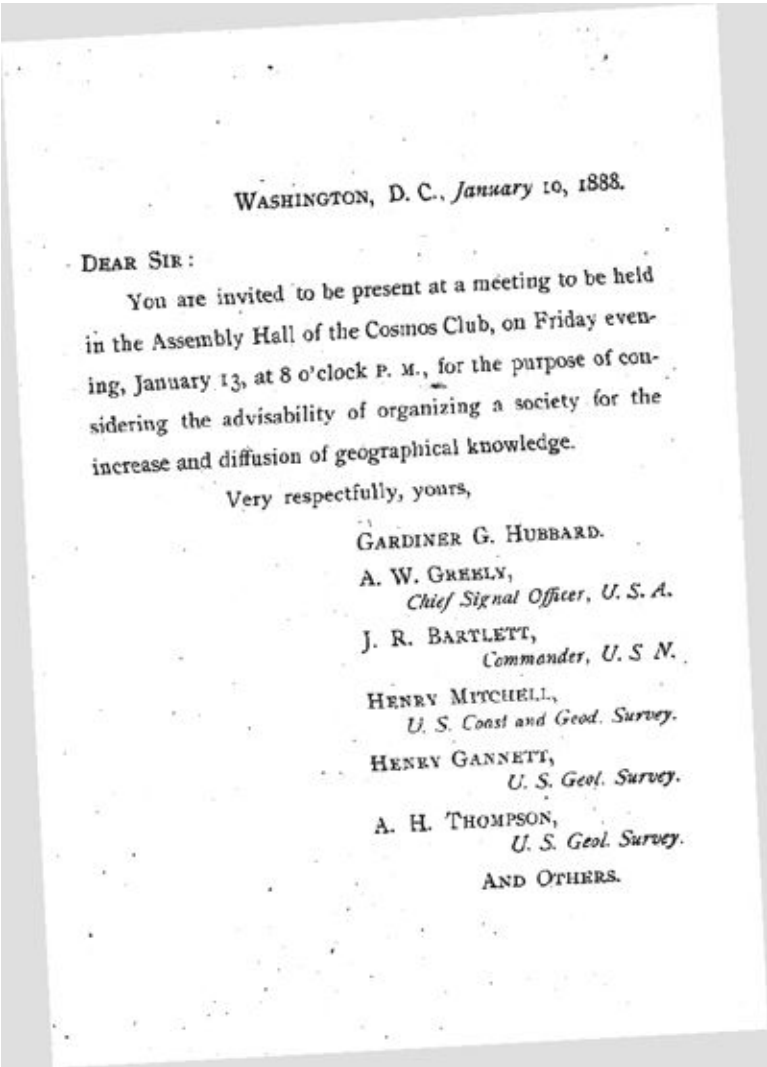 WASHINGTON, D. C., January 10, 1888.
DEAR SIR:
You are invited to be present at a meeting to be held
in the Assembly Hall of the Cosmos Club, on Friday even-
ing, January 13, at 8 o'clock P. M., for the purpose of con-
sidering the advisability of organizing a society for the
increase and diffusion of geographical knowledge.
Very respectfully, yours,
GARDINER G. HUBBARD.
A. W. GREELY,
Chief Signal Officer, U. S. A.
J. R. BARTLETT,
Commander, U. S N.
HENRY MITCHELL,
U. S. Coast and Geod. Survey.
HENRY GANNETT,
U. S. Geol. Survey.
A. H. THOMPSON,
U. S. Geol. Survey.
AND OTHERS.